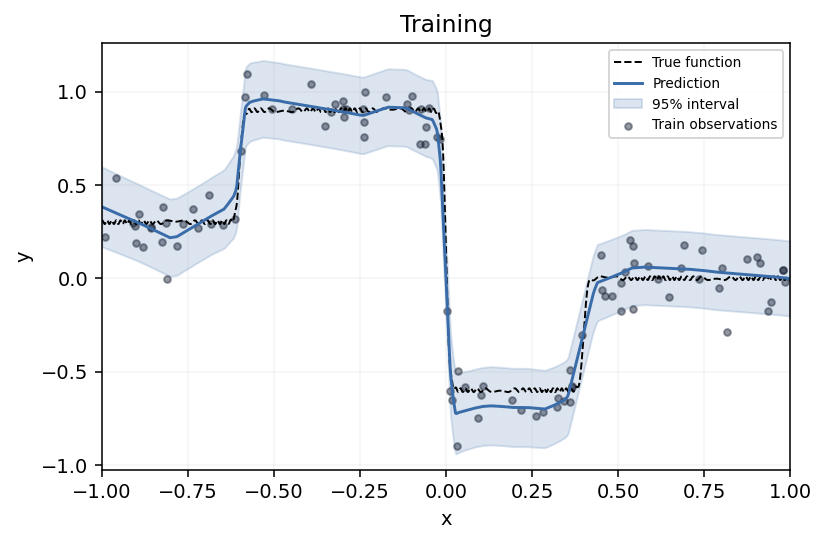 Training
True function
Prediction
95% interval
Train observations
y
1.0
0.5
0.0
−0.5
−1.0
−1.00 −0.75 −0.50 −0.25 0.00 0.25 0.50 0.75 1.00
x